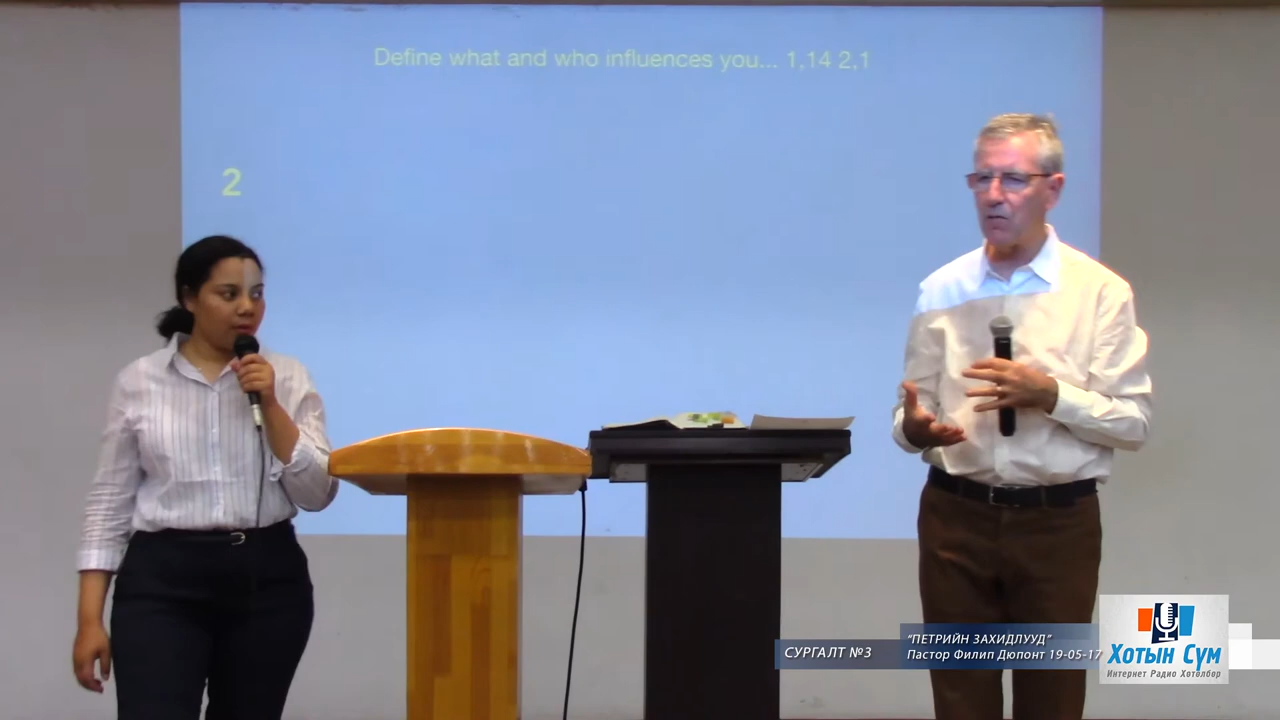 Define what and who influences you... 1,14 2,1
2
СУРГАЛТ №3
"ПЕТРИЙН ЗАХИДЛУУД"
Пастор Филип Дюпонт 19-05-17
Хотын Сүм
Интернет Радио Хөтөлбөр